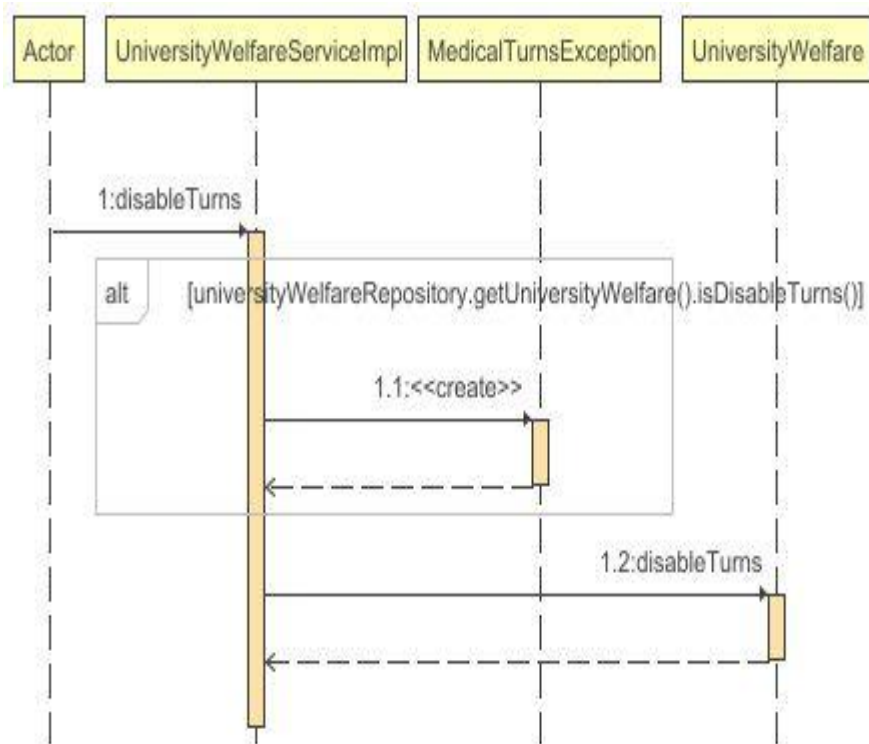 Actor
UniversityWelfareServiceImpl
MedicalTurnsException
UniversityWelfare
1:disableTurns
alt
[universityWelfareRepository.getUniversityWelfare().isDisableTurns()]
1.1:<<create>>
1.2:disableTurns